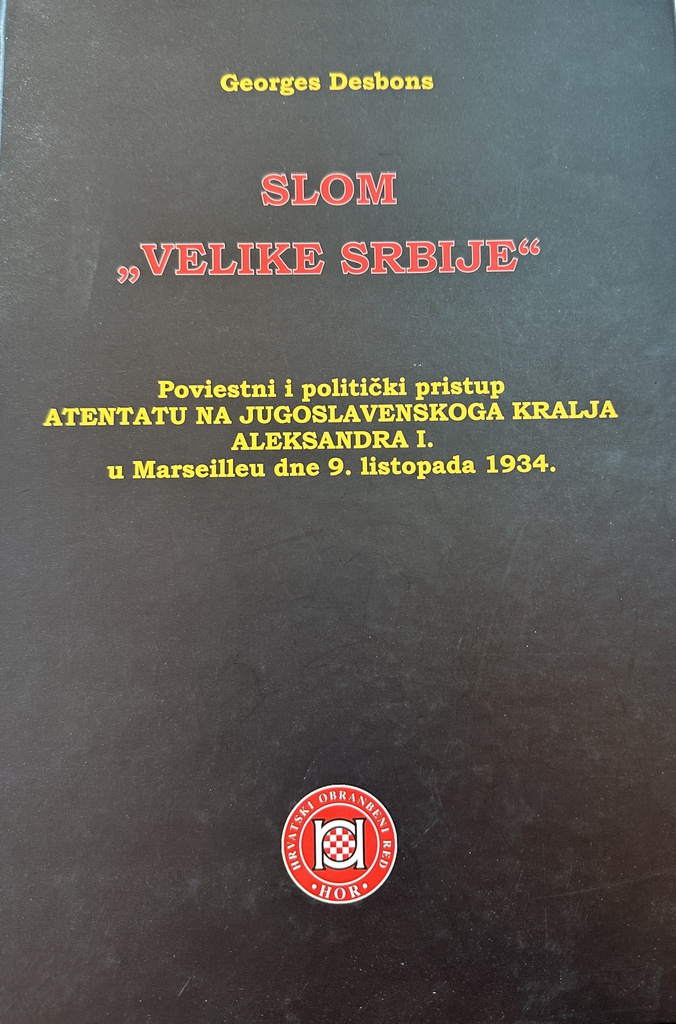 Georges Desbons
SLOM
„VELIKE SRBIJE“
Poviestni i politički pristup
ATENTATU NA JUGOSLAVENSKOGA KRALJA
ALEKSANDRA I.
u Marseilleu dne 9. listopada 1934.
HRVATSKI OBRANBENI RED
• HOR •